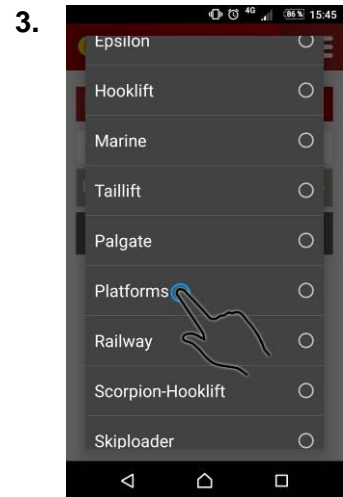 3.
4G 86% 15:45
Epsilon
Hooklift
Marine
Taillift
Palgate
Platforms
Railway
Scorpion-Hooklift
Skiploader